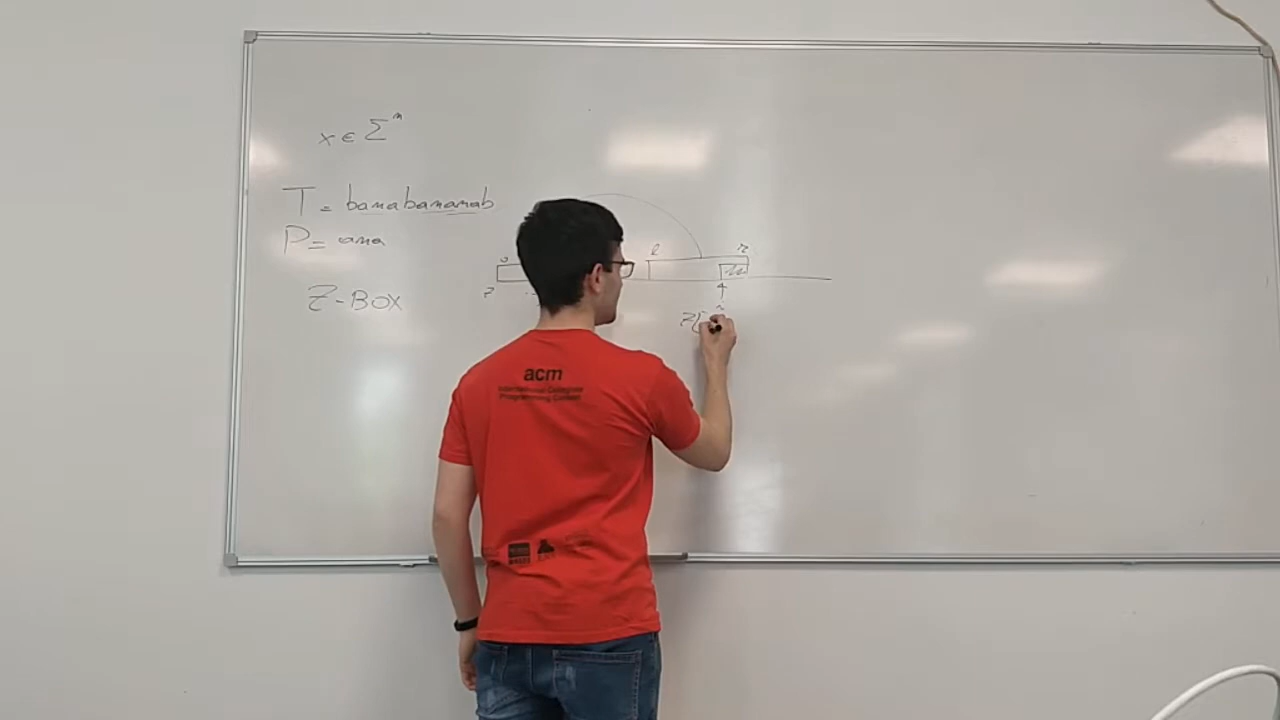 x ∈ Σⁿ
T = banabananab
P = ana
Z-BOX
l
r
Z[
acm
International Collegiate
Programming Contest